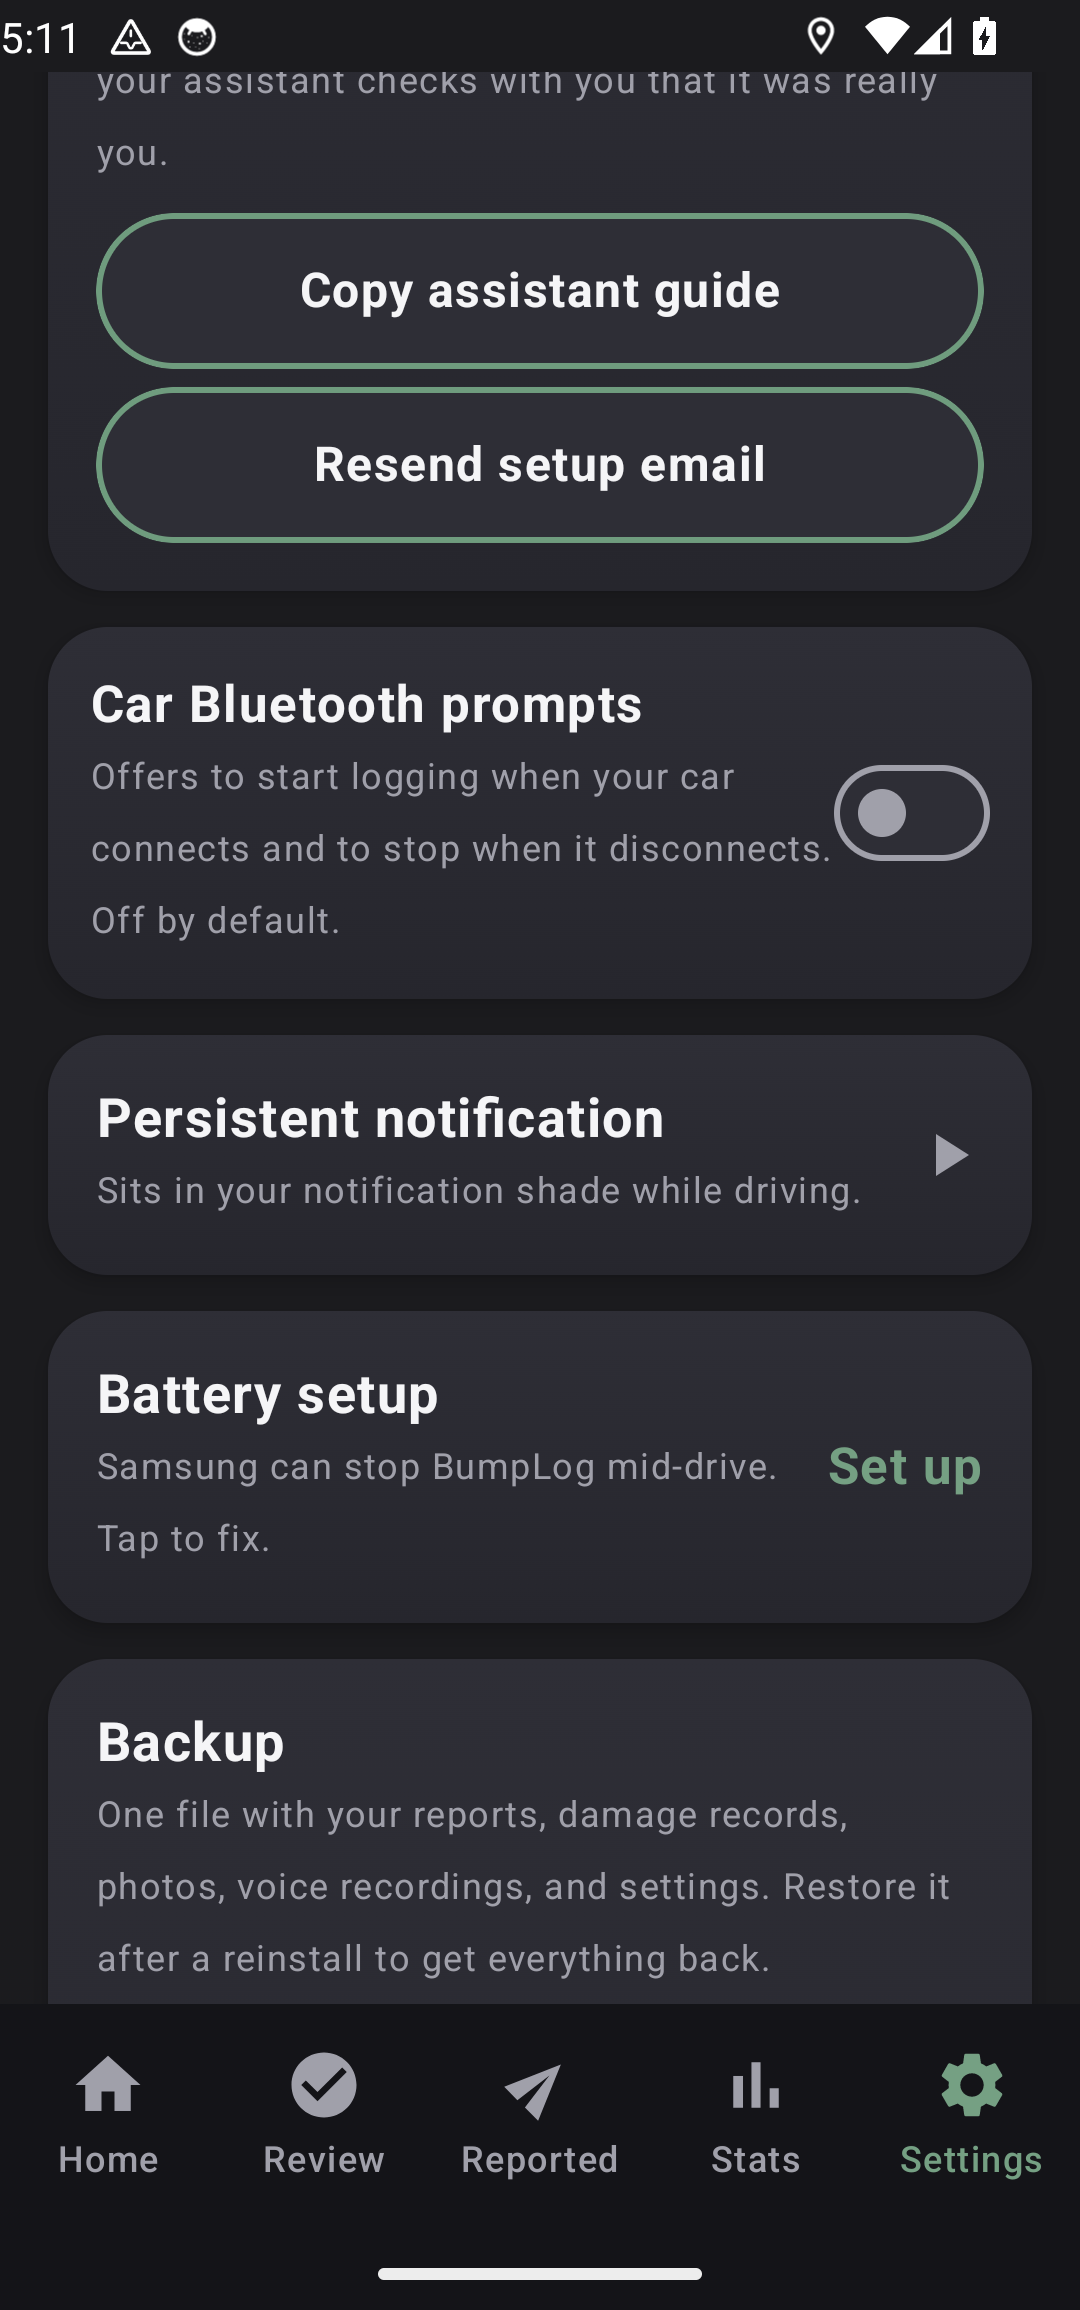 5:11
your assistant checks with you that it was really
you.
Copy assistant guide
Resend setup email
Car Bluetooth prompts
Offers to start logging when your car
connects and to stop when it disconnects.
Off by default.
Persistent notification
Sits in your notification shade while driving.
Battery setup
Samsung can stop BumpLog mid-drive.
Tap to fix.
Set up
Backup
One file with your reports, damage records,
photos, voice recordings, and settings. Restore it
after a reinstall to get everything back.
Home
Review
Reported
Stats
Settings